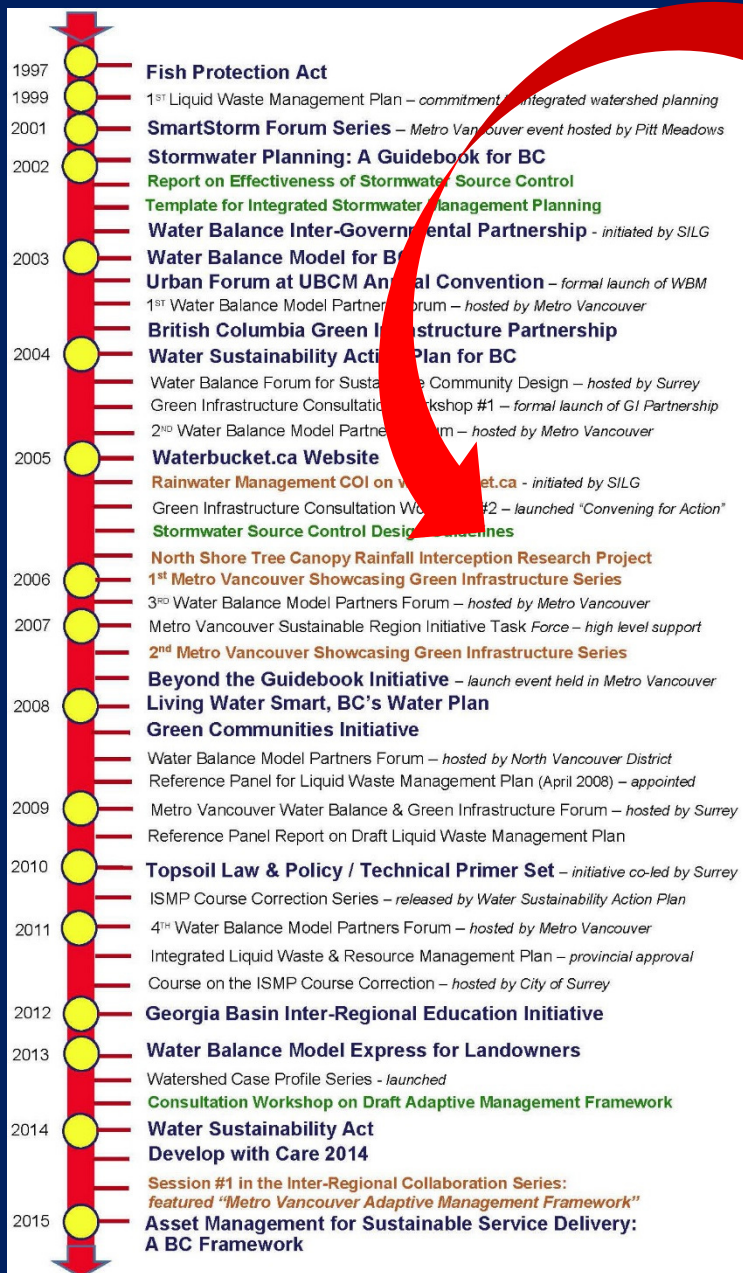 1997 Fish Protection Act
1999 1ST Liquid Waste Management Plan – commitment integrated watershed planning
2001 SmartStorm Forum Series – Metro Vancouver event hosted by Pitt Meadows
2002 Stormwater Planning: A Guidebook for BC
Report on Effectiveness of Stormwater Source Control
Template for Integrated Stormwater Management Planning
Water Balance Inter-Governmental Partnership - initiated by SILG
2003 Water Balance Model for BC
Urban Forum at UBCM Annual Convention – formal launch of WBM
1ST Water Balance Model Partners Forum – hosted by Metro Vancouver
British Columbia Green Infrastructure Partnership
2004 Water Sustainability Action Plan for BC
Water Balance Forum for Sustainable Community Design – hosted by Surrey
Green Infrastructure Consultation Workshop #1 – formal launch of GI Partnership
2ND Water Balance Model Partners Forum – hosted by Metro Vancouver
2005 Waterbucket.ca Website
Rainwater Management COI on - initiated by SILG
Green Infrastructure Consultation Workshop #2 – launched “Convening for Action”
Stormwater Source Control Design Guidelines
North Shore Tree Canopy Rainfall Interception Research Project
2006 1st Metro Vancouver Showcasing Green Infrastructure Series
3RD Water Balance Model Partners Forum – hosted by Metro Vancouver
2007 Metro Vancouver Sustainable Region Initiative Task Force – high level support
2nd Metro Vancouver Showcasing Green Infrastructure Series
Beyond the Guidebook Initiative – launch event held in Metro Vancouver
2008 Living Water Smart, BC’s Water Plan
Green Communities Initiative
Water Balance Model Partners Forum – hosted by North Vancouver District
Reference Panel for Liquid Waste Management Plan (April 2008) – appointed
2009 Metro Vancouver Water Balance & Green Infrastructure Forum – hosted by Surrey
Reference Panel Report on Draft Liquid Waste Management Plan
2010 Topsoil Law & Policy / Technical Primer Set – initiative co-led by Surrey
ISMP Course Correction Series – released by Water Sustainability Action Plan
2011 4TH Water Balance Model Partners Forum – hosted by Metro Vancouver
Integrated Liquid Waste & Resource Management Plan – provincial approval
Course on the ISMP Course Correction – hosted by City of Surrey
2012 Georgia Basin Inter-Regional Education Initiative
2013 Water Balance Model Express for Landowners
Watershed Case Profile Series - launched
Consultation Workshop on Draft Adaptive Management Framework
2014 Water Sustainability Act
Develop with Care 2014
Session #1 in the Inter-Regional Collaboration Series:
featured “Metro Vancouver Adaptive Management Framework”
2015 Asset Management for Sustainable Service Delivery:
A BC Framework